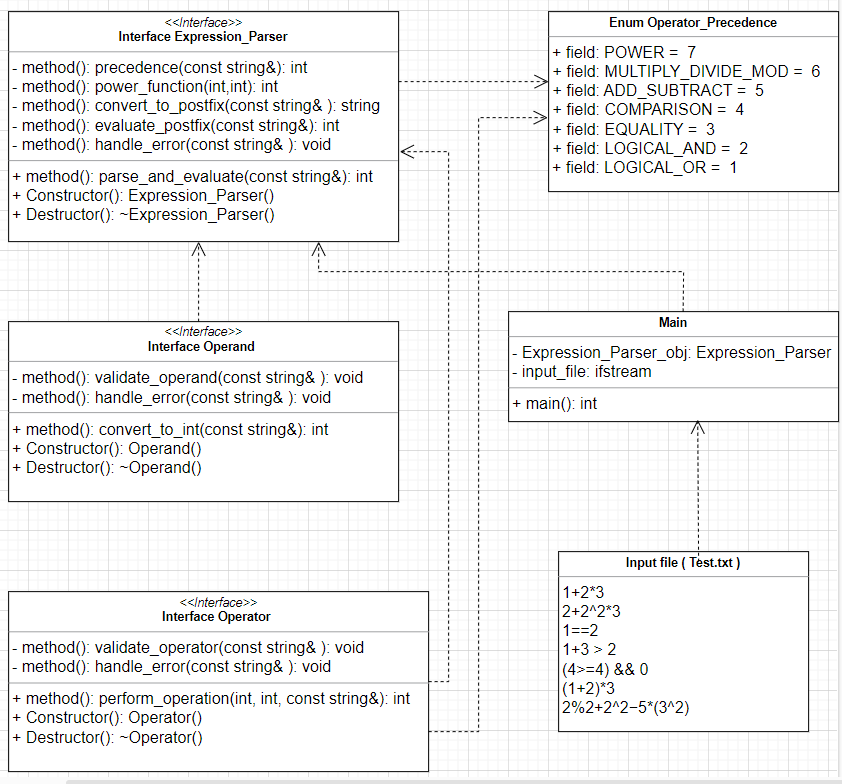 <<Interface>>
Interface Expression_Parser
- method(): precedence(const string&): int
- method(): power_function(int,int): int
- method(): convert_to_postfix(const string& ): string
- method(): evaluate_postfix(const string&): int
- method(): handle_error(const string& ): void
+ method(): parse_and_evaluate(const string&): int
+ Constructor(): Expression_Parser()
+ Destructor(): ~Expression_Parser()
Enum Operator_Precedence
+ field: POWER = 7
+ field: MULTIPLY_DIVIDE_MOD = 6
+ field: ADD_SUBTRACT = 5
+ field: COMPARISON = 4
+ field: EQUALITY = 3
+ field: LOGICAL_AND = 2
+ field: LOGICAL_OR = 1
<<Interface>>
Interface Operand
- method(): validate_operand(const string& ): void
- method(): handle_error(const string& ): void
+ method(): convert_to_int(const string&): int
+ Constructor(): Operand()
+ Destructor(): ~Operand()
Main
- Expression_Parser_obj: Expression_Parser
- input_file: ifstream
+ main(): int
<<Interface>>
Interface Operator
- method(): validate_operator(const string& ): void
- method(): handle_error(const string& ): void
+ method(): perform_operation(int, int, const string&): int
+ Constructor(): Operator()
+ Destructor(): ~Operator()
Input file ( Test.txt )
1+2*3
2+2^2*3
1==2
1+3 > 2
(4>=4) && 0
(1+2)*3
2%2+2^2−5*(3^2)